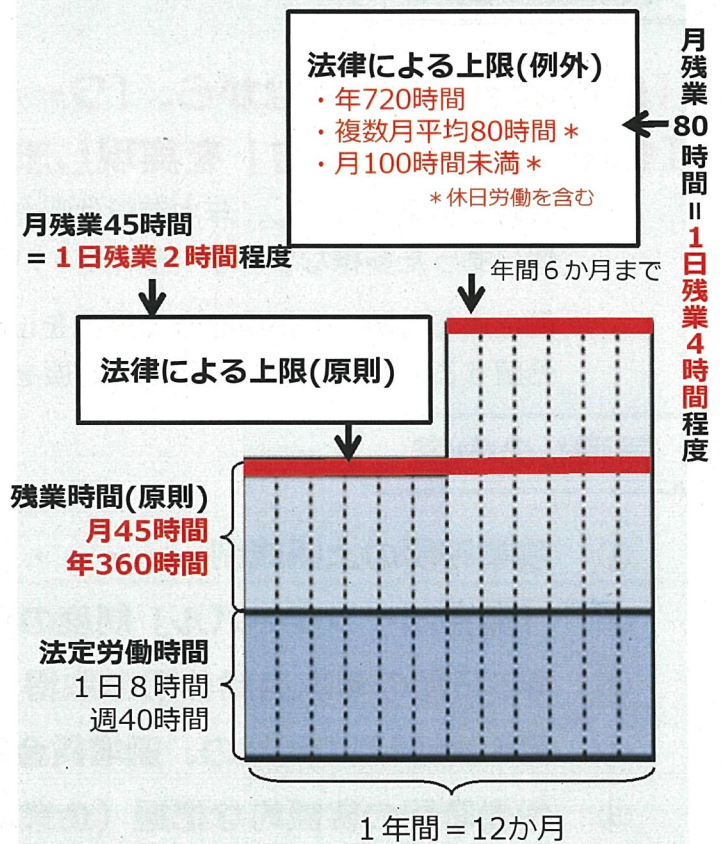 法律による上限(例外)
・年720時間
・複数月平均80時間＊
・月100時間未満＊
＊休日労働を含む
月残業80時間＝1日残業4時間程度
月残業45時間
＝１日残業２時間程度
年間６か月まで
法律による上限(原則)
残業時間(原則)
月45時間
年360時間
法定労働時間
１日８時間
週40時間
１年間＝12か月